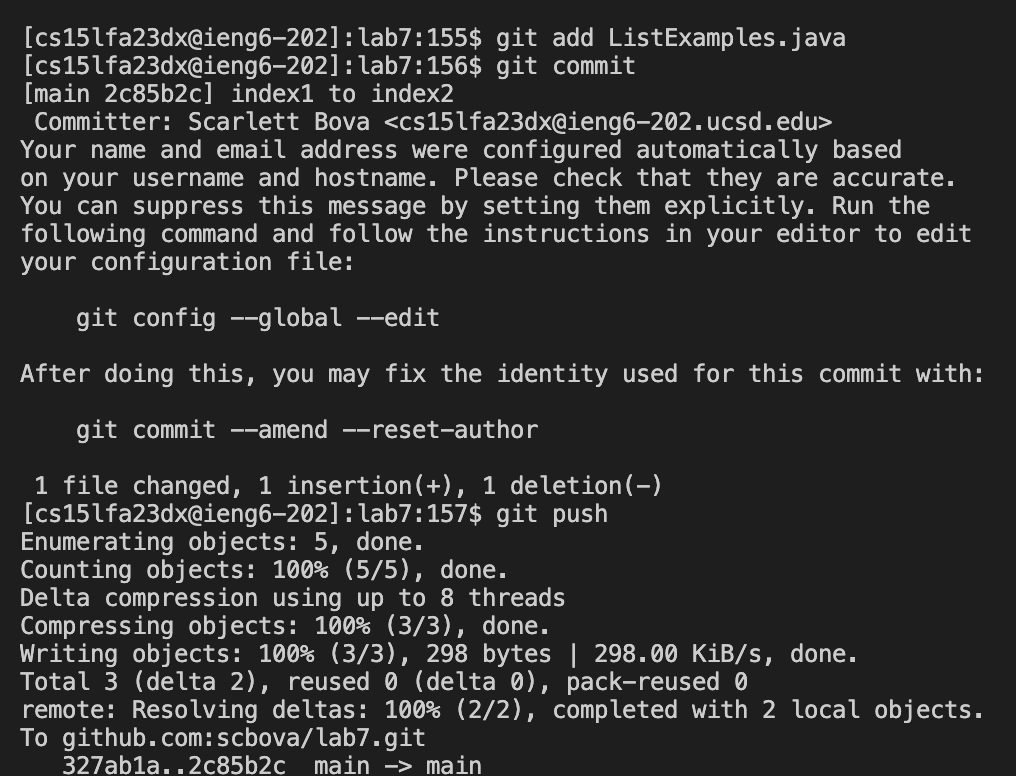 [cs15lfa23dx@ieng6-202]:lab7:155$ git add ListExamples.java
[cs15lfa23dx@ieng6-202]:lab7:156$ git commit
[main 2c85b2c] index1 to index2
 Committer: Scarlett Bova <cs15lfa23dx@ieng6-202.ucsd.edu>
Your name and email address were configured automatically based
on your username and hostname. Please check that they are accurate.
You can suppress this message by setting them explicitly. Run the
following command and follow the instructions in your editor to edit
your configuration file:

    git config --global --edit

After doing this, you may fix the identity used for this commit with:

    git commit --amend --reset-author

 1 file changed, 1 insertion(+), 1 deletion(-)
[cs15lfa23dx@ieng6-202]:lab7:157$ git push
Enumerating objects: 5, done.
Counting objects: 100% (5/5), done.
Delta compression using up to 8 threads
Compressing objects: 100% (3/3), done.
Writing objects: 100% (3/3), 298 bytes | 298.00 KiB/s, done.
Total 3 (delta 2), reused 0 (delta 0), pack-reused 0
remote: Resolving deltas: 100% (2/2), completed with 2 local objects.
To github.com:scbova/lab7.git
   327ab1a..2c85b2c  main -> main